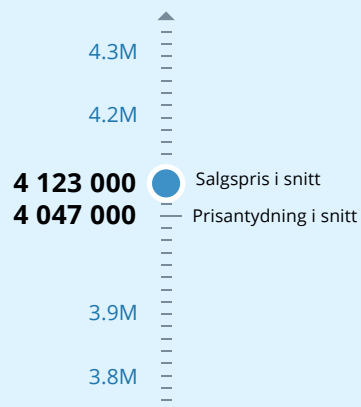 4.3M
4.2M
4 123 000 Salgspris i snitt
4 047 000 Prisantydning i snitt
3.9M
3.8M